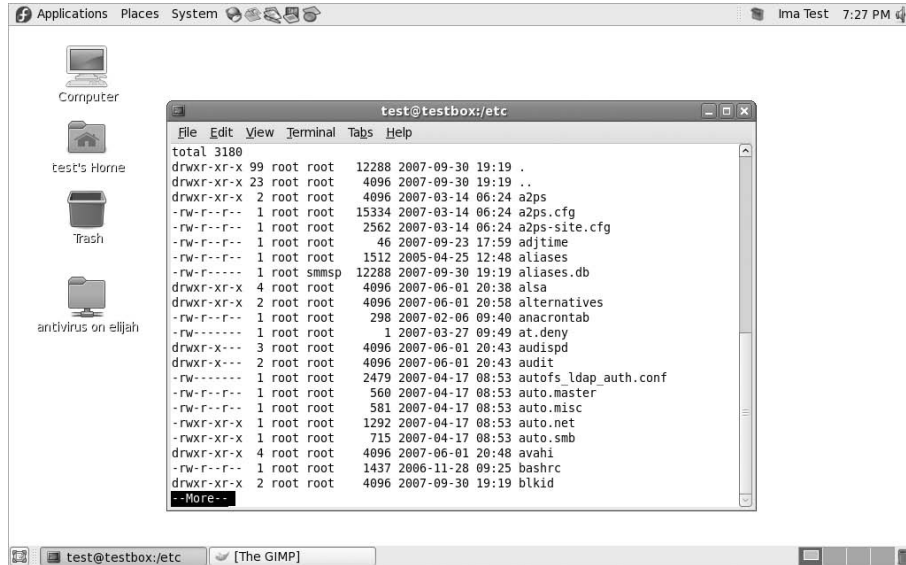 Applications Places System Ima Test 7:27 PM
Computer
test's Home
Trash
antivirus on elijah
test@testbox:/etc
File Edit View Terminal Tabs Help
total 3180
drwxr-xr-x 99 root root 12288 2007-09-30 19:19 .
drwxr-xr-x 23 root root 4096 2007-09-30 19:19 ..
drwxr-xr-x 2 root root 4096 2007-03-14 06:24 a2ps
-rw-r--r-- 1 root root 15334 2007-03-14 06:24 a2ps.cfg
-rw-r--r-- 1 root root 2562 2007-03-14 06:24 a2ps-site.cfg
-rw-r--r-- 1 root root 46 2007-09-23 17:59 adjtime
-rw-r--r-- 1 root root 1512 2005-04-25 12:48 aliases
-rw-r----- 1 root smmsp 12288 2007-09-30 19:19 aliases.db
drwxr-xr-x 4 root root 4096 2007-06-01 20:38 alsa
drwxr-xr-x 2 root root 4096 2007-06-01 20:58 alternatives
-rw-r--r-- 1 root root 298 2007-02-06 09:40 anacrontab
-rw------- 1 root root 1 2007-03-27 09:49 at.deny
drwxr-x--- 3 root root 4096 2007-06-01 20:43 audispd
drwxr-x--- 2 root root 4096 2007-06-01 20:43 audit
-rw------- 1 root root 2479 2007-04-17 08:53 autofs_ldap_auth.conf
-rw-r--r-- 1 root root 560 2007-04-17 08:53 auto.master
-rw-r--r-- 1 root root 581 2007-04-17 08:53 auto.misc
-rwxr-xr-x 1 root root 1292 2007-04-17 08:53 auto.net
-rwxr-xr-x 1 root root 715 2007-04-17 08:53 auto.smb
drwxr-xr-x 4 root root 4096 2007-06-01 20:48 avahi
-rw-r--r-- 1 root root 1437 2006-11-28 09:25 bashrc
drwxr-xr-x 2 root root 4096 2007-09-30 19:19 blkid
--More--
test@testbox:/etc [The GIMP]